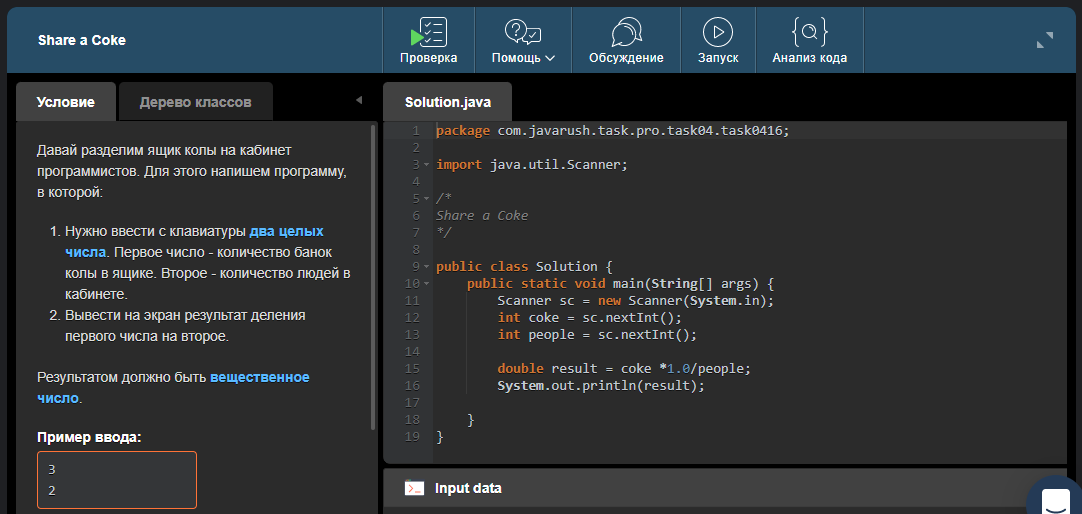 Share a Coke
Проверка
Помощь
Обсуждение
Запуск
Анализ кода
Условие
Дерево классов
Давай разделим ящик колы на кабинет
программистов. Для этого напишем программу,
в которой:
1. Нужно ввести с клавиатуры два целых
числа. Первое число - количество банок
колы в ящике. Второе - количество людей в
кабинете.
2. Вывести на экран результат деления
первого числа на второе.
Результатом должно быть вещественное
число.
Пример ввода:
3
2
Solution.java
1 package com.javarush.task.pro.task04.task0416;
2
3 import java.util.Scanner;
4
5 /*
6 Share a Coke
7 */
8
9 public class Solution {
10 public static void main(String[] args) {
11 Scanner sc = new Scanner(System.in);
12 int coke = sc.nextInt();
13 int people = sc.nextInt();
14
15 double result = coke *1.0/people;
16 System.out.println(result);
17
18 }
19 }
Input data